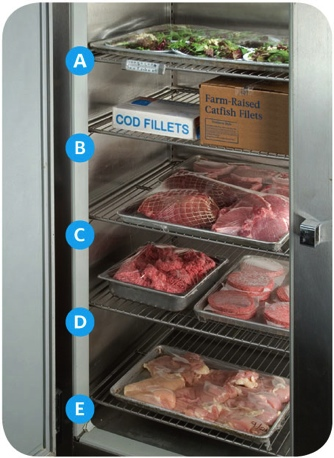 A
Farm-Raised
Catfish Filets
COD FILLETS
B
C
D
E